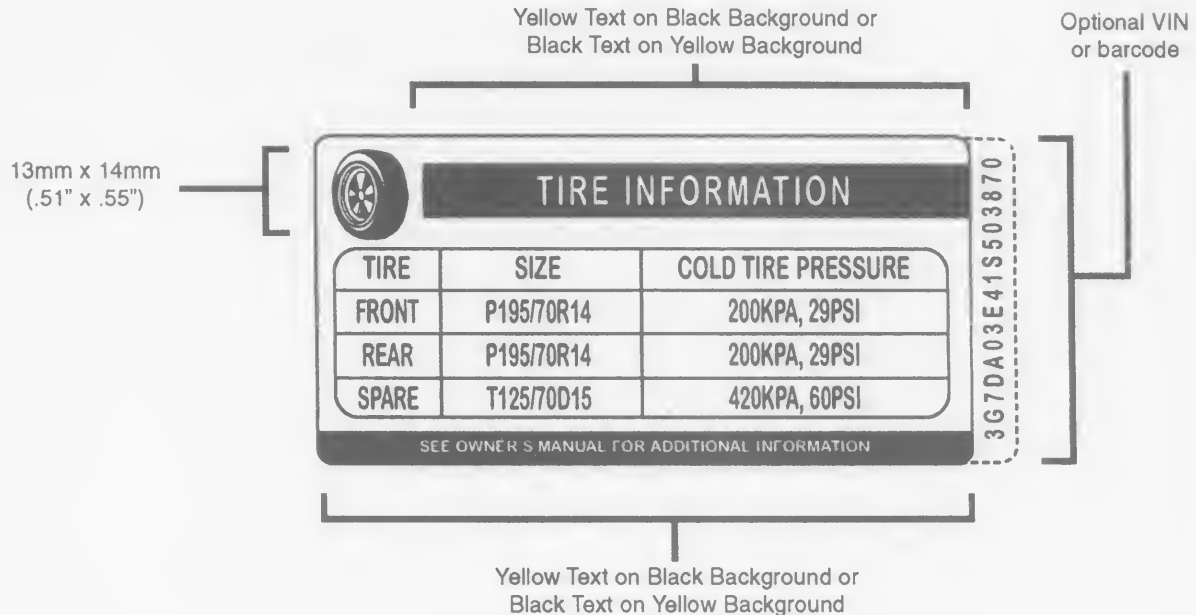 Yellow Text on Black Background or
Black Text on Yellow Background
Optional VIN
or barcode
13mm x 14mm
(.51" x .55")
TIRE INFORMATION
TIRE SIZE COLD TIRE PRESSURE
FRONT P195/70R14 200KPA, 29PSI
REAR P195/70R14 200KPA, 29PSI
SPARE T125/70D15 420KPA, 60PSI
SEE OWNER'S MANUAL FOR ADDITIONAL INFORMATION
3G7DA03E41S503870
Yellow Text on Black Background or
Black Text on Yellow Background